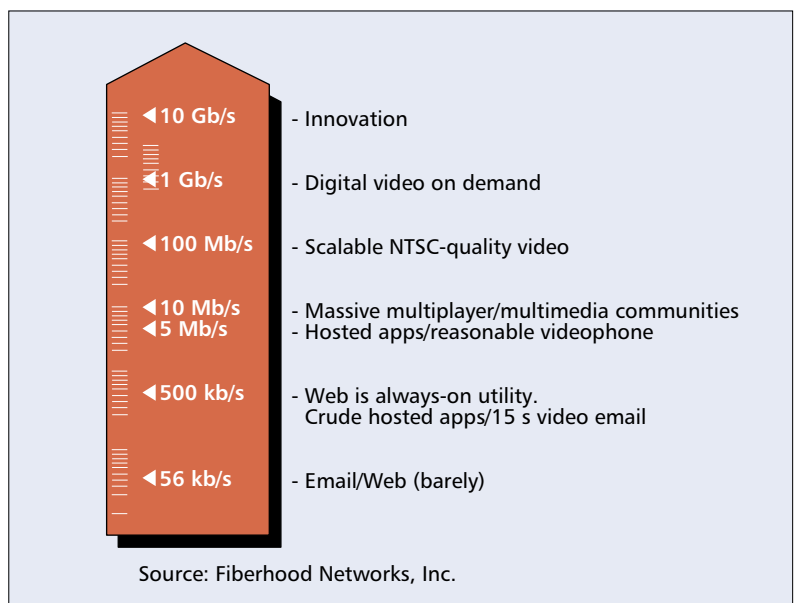 ◀10 Gb/s - Innovation
◀1 Gb/s - Digital video on demand
◀100 Mb/s - Scalable NTSC-quality video
◀10 Mb/s - Massive multiplayer/multimedia communities
◀5 Mb/s - Hosted apps/reasonable videophone
◀500 kb/s - Web is always-on utility.
Crude hosted apps/15 s video email
◀56 kb/s - Email/Web (barely)
Source: Fiberhood Networks, Inc.